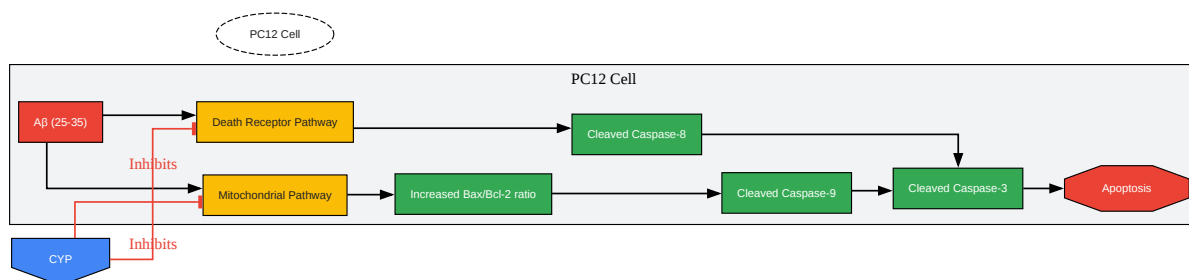 PC12 Cell
PC12 Cell
Aβ (25-35)
Death Receptor Pathway
Cleaved Caspase-8
Inhibits
Mitochondrial Pathway
Increased Bax/Bcl-2 ratio
Cleaved Caspase-9
Cleaved Caspase-3
Apoptosis
Inhibits
CYP